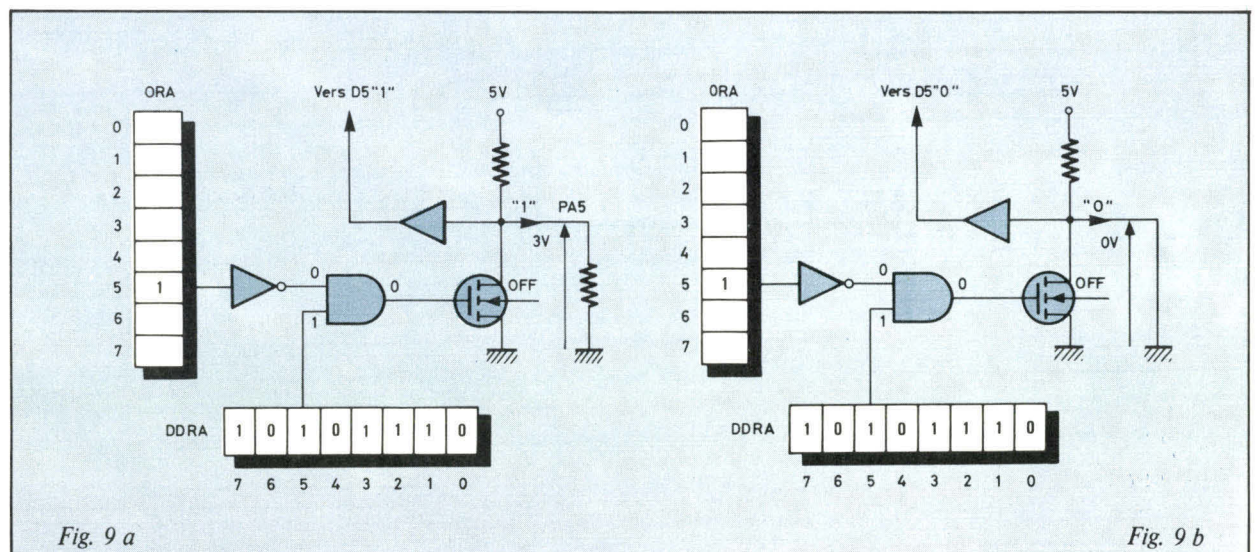 ORA
Vers D5"1"
5V
0
1
2
3
4
5
6
7
1
0
1
0
"1"
PA5
3V
OFF
DDRA
1 0 1 0 1 1 1 0
7 6 5 4 3 2 1 0
Fig. 9 a
ORA
Vers D5"0"
5V
0
1
2
3
4
5
6
7
1
0
1
0
"0"
0V
OFF
DDRA
1 0 1 0 1 1 1 0
7 6 5 4 3 2 1 0
Fig. 9 b